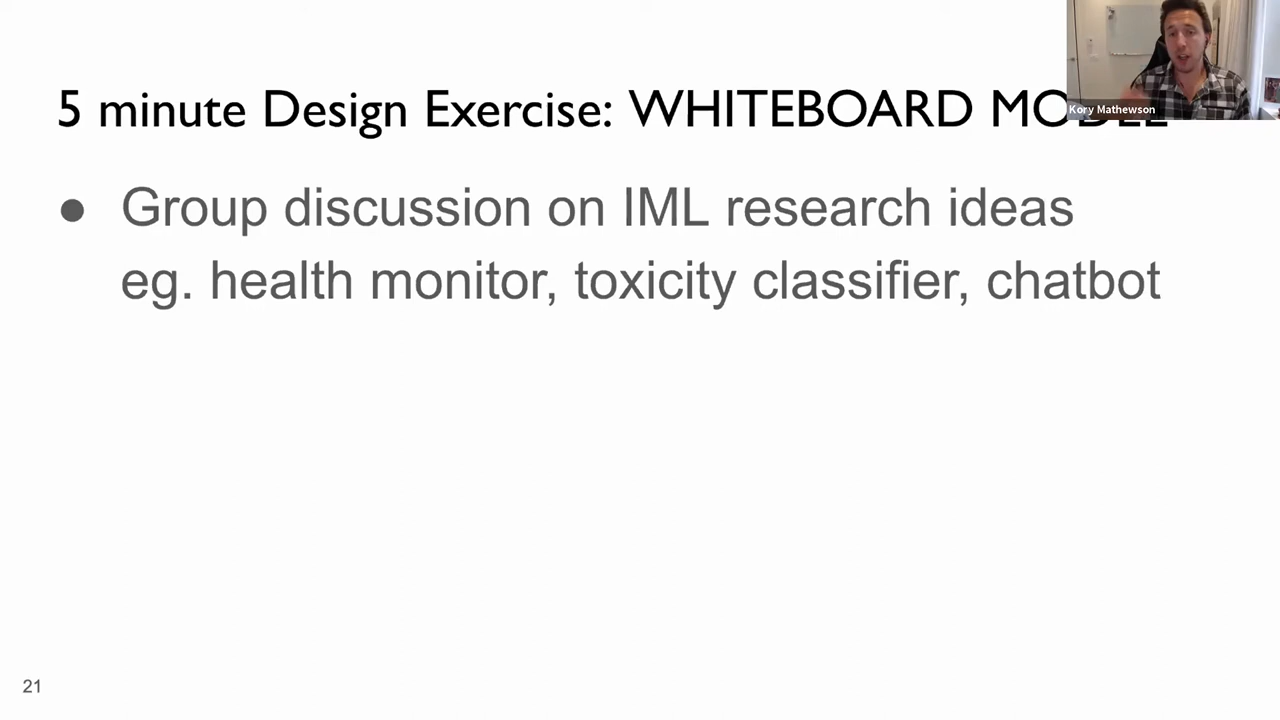 5 minute Design Exercise: WHITEBOARD MODEL
Kory Mathewson
● Group discussion on IML research ideas
eg. health monitor, toxicity classifier, chatbot
21